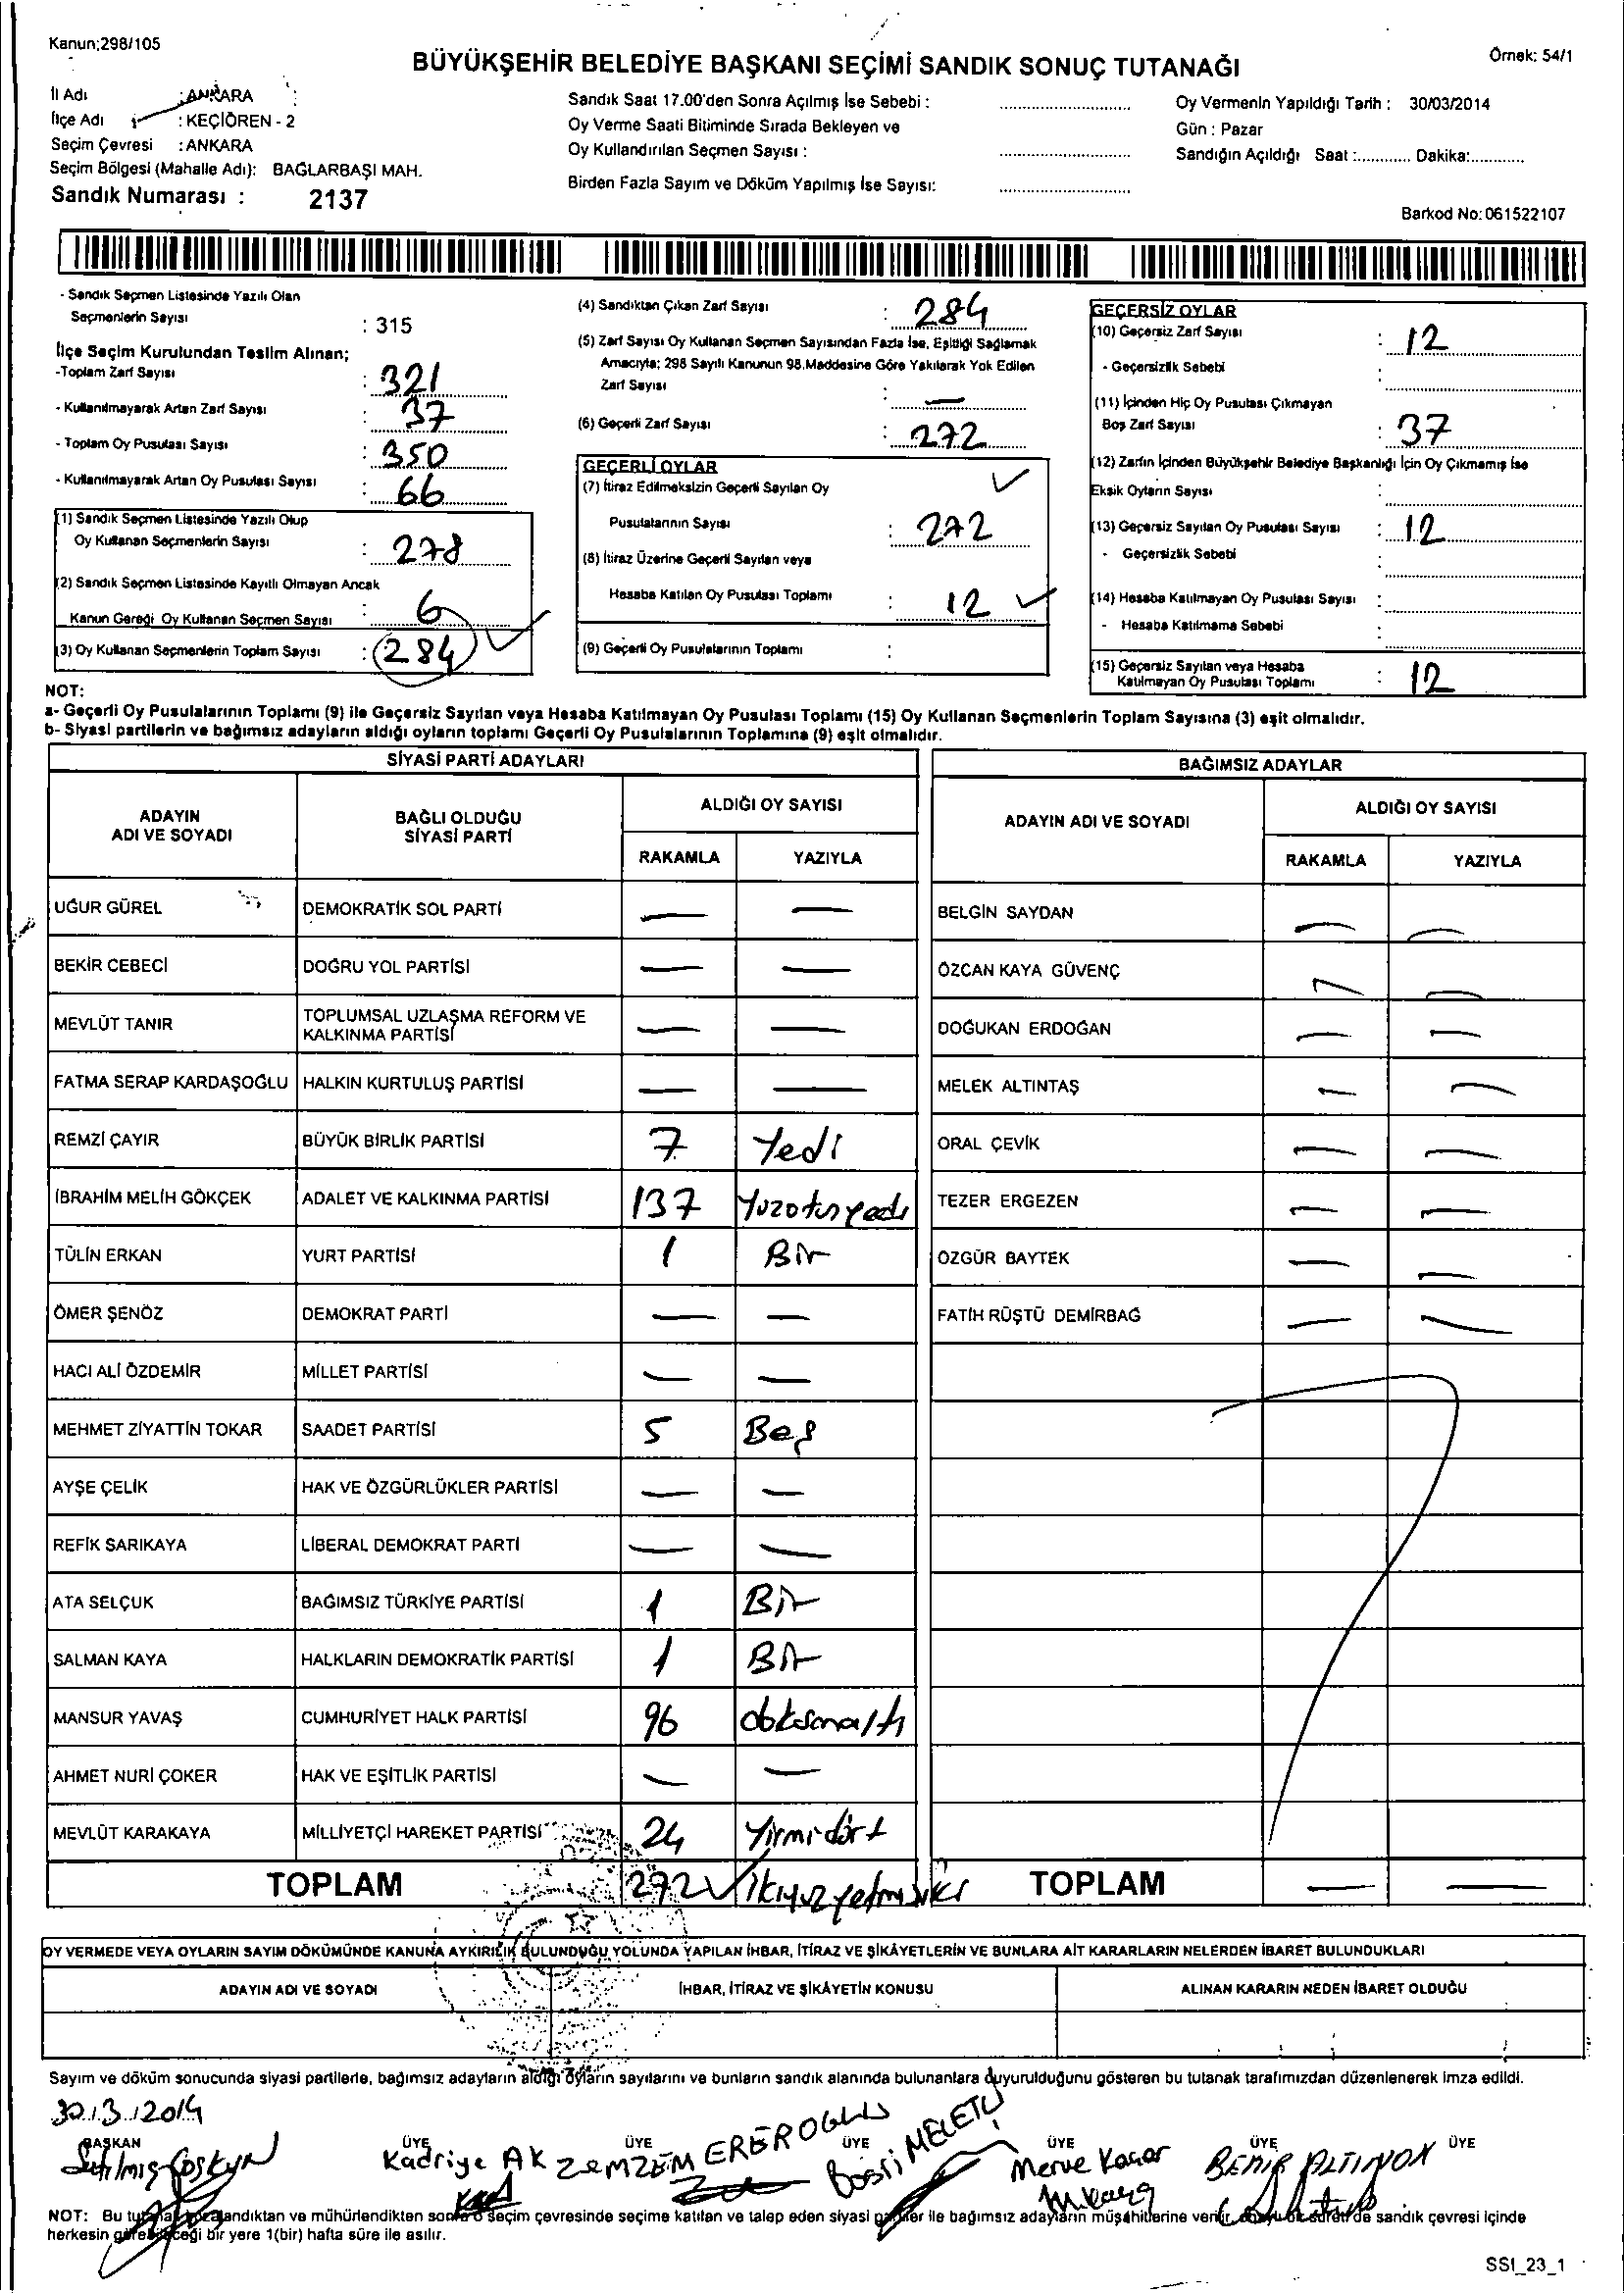 Kanun;298/105
Örnek: 54/1
BÜYÜKŞEHİR BELEDİYE BAŞKANI SEÇİMİ SANDIK SONUÇ TUTANAĞI
İl Adı : ANKARA
İlçe Adı : KEÇİÖREN - 2
Seçim Çevresi : ANKARA
Seçim Bölgesi (Mahalle Adı): BAĞLARBAŞI MAH.
Sandık Numarası : 2137
Sandık Saat 17.00'den Sonra Açılmış İse Sebebi :
Oy Verme Saati Bitiminde Sırada Bekleyen ve
Oy Kullandırılan Seçmen Sayısı :
Birden Fazla Sayım ve Döküm Yapılmış İse Sayısı:
Oy Vermenin Yapıldığı Tarih : 30/03/2014
Gün : Pazar
Sandığın Açıldığı Saat :............ Dakika:............
Barkod No: 061522107
- Sandık Seçmen Listesinde Yazılı Olan
Seçmenlerin Sayısı : 315
İlçe Seçim Kurulundan Teslim Alınan;
-Toplam Zarf Sayısı : 321
- Kullanılmayarak Artan Zarf Sayısı : 37
- Toplam Oy Pusulası Sayısı : 350
- Kullanılmayarak Artan Oy Pusulası Sayısı : 66
(1) Sandık Seçmen Listesinde Yazılı Olup
Oy Kullanan Seçmenlerin Sayısı : 278
(2) Sandık Seçmen Listesinde Kayıtlı Olmayan Ancak
Kanun Gereği Oy Kullanan Seçmen Sayısı : 6
(3) Oy Kullanan Seçmenlerin Toplam Sayısı : 284
(4) Sandıktan Çıkan Zarf Sayısı : 284
(5) Zarf Sayısı Oy Kullanan Seçmen Sayısından Fazla İse, Eşitliği Sağlamak
Amacıyla; 298 Sayılı Kanunun 98.Maddesine Göre Yakılarak Yok Edilen
Zarf Sayısı : —
(6) Geçerli Zarf Sayısı : 272
GEÇERLİ OYLAR
(7) İtiraz Edilmeksizin Geçerli Sayılan Oy
Pusulalarının Sayısı : 272
(8) İtiraz Üzerine Geçerli Sayılan veya
Hesaba Katılan Oy Pusulası Toplamı : 12
(9) Geçerli Oy Pusulalarının Toplamı :
GEÇERSİZ OYLAR
(10) Geçersiz Zarf Sayısı : 12
- Geçersizlik Sebebi :
(11) İçinden Hiç Oy Pusulası Çıkmayan
Boş Zarf Sayısı : 37
(12) Zarfın İçinden Büyükşehir Belediye Başkanlığı İçin Oy Çıkmamış İse
Eksik Oyların Sayısı :
(13) Geçersiz Sayılan Oy Pusulası Sayısı : 12
- Geçersizlik Sebebi :
(14) Hesaba Katılmayan Oy Pusulası Sayısı :
- Hesaba Katılmama Sebebi :
(15) Geçersiz Sayılan veya Hesaba
Katılmayan Oy Pusulası Toplamı : 12
NOT:
a- Geçerli Oy Pusulalarının Toplamı (9) ile Geçersiz Sayılan veya Hesaba Katılmayan Oy Pusulası Toplamı (15) Oy Kullanan Seçmenlerin Toplam Sayısına (3) eşit olmalıdır.
b- Siyasi partilerin ve bağımsız adayların aldığı oyların toplamı Geçerli Oy Pusulalarının Toplamına (9) eşit olmalıdır.
SİYASİ PARTİ ADAYLARI
ADAYIN ADI VE SOYADI BAĞLI OLDUĞU SİYASİ PARTİ ALDIĞI OY SAYISI
RAKAMLA YAZIYLA
UĞUR GÜREL DEMOKRATİK SOL PARTİ — —
BEKİR CEBECİ DOĞRU YOL PARTİSİ — —
MEVLÜT TANIR TOPLUMSAL UZLAŞMA REFORM VE KALKINMA PARTİSİ — —
FATMA SERAP KARDAŞOĞLU HALKIN KURTULUŞ PARTİSİ — —
REMZİ ÇAYIR BÜYÜK BİRLİK PARTİSİ 7 Yedi
İBRAHİM MELİH GÖKÇEK ADALET VE KALKINMA PARTİSİ 137 Yüzotuzyedi
TÜLİN ERKAN YURT PARTİSİ 1 Bir
ÖMER ŞENÖZ DEMOKRAT PARTİ — —
HACI ALİ ÖZDEMİR MİLLET PARTİSİ — —
MEHMET ZİYATTİN TOKAR SAADET PARTİSİ 5 Beş
AYŞE ÇELİK HAK VE ÖZGÜRLÜKLER PARTİSİ — —
REFİK SARIKAYA LİBERAL DEMOKRAT PARTİ — —
ATA SELÇUK BAĞIMSIZ TÜRKİYE PARTİSİ 1 Bir
SALMAN KAYA HALKLARIN DEMOKRATİK PARTİSİ 1 Bir
MANSUR YAVAŞ CUMHURİYET HALK PARTİSİ 96 doksanaltı
AHMET NURİ ÇOKER HAK VE EŞİTLİK PARTİSİ — —
MEVLÜT KARAKAYA MİLLİYETÇİ HAREKET PARTİSİ 24 Yirmidört
TOPLAM 272 ikiyüzyetmişiki
BAĞIMSIZ ADAYLAR
ADAYIN ADI VE SOYADI ALDIĞI OY SAYISI
RAKAMLA YAZIYLA
BELGİN SAYDAN — —
ÖZCAN KAYA GÜVENÇ — —
DOĞUKAN ERDOĞAN — —
MELEK ALTINTAŞ — —
ORAL ÇEVİK — —
TEZER ERGEZEN — —
ÖZGÜR BAYTEK — —
FATİH RÜŞTÜ DEMİRBAĞ — —
TOPLAM — —
OY VERMEDE VEYA OYLARIN SAYIM DÖKÜMÜNDE KANUNA AYKIRILIK BULUNDUĞU YOLUNDA YAPILAN İHBAR, İTİRAZ VE ŞİKÂYETLERİN VE BUNLARA AİT KARARLARIN NELERDEN İBARET BULUNDUKLARI
ADAYIN ADI VE SOYADI İHBAR, İTİRAZ VE ŞİKÂYETİN KONUSU ALINAN KARARIN NEDEN İBARET OLDUĞU
Sayım ve döküm sonucunda siyasi partilerle, bağımsız adayların aldığı oyların sayılarını ve bunların sandık alanında bulunanlara duyurulduğunu gösteren bu tutanak tarafımızdan düzenlenerek imza edildi.
30.1.3.12014
BAŞKAN ÜYE ÜYE ÜYE ÜYE ÜYE ÜYE
Satılmış Coşkun Kadriye AK ZEMZEM EREROĞLU MELETLİ Merve BEMİR ALTINOK
NOT: Bu tutanak imzalandıktan ve mühürlendikten sonra o seçim çevresinde seçime katılan ve talep eden siyasi partiler ile bağımsız adayların müşahitlerine verilir, de sandık çevresi içinde
herkesin görebileceği bir yere 1(bir) hafta süre ile asılır.
SSI_23_1